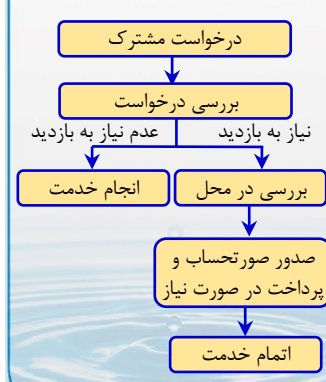 درخواست مشترک
بررسی درخواست
نیاز به بازدید
عدم نیاز به بازدید
بررسی در محل
انجام خدمت
صدور صورتحساب و
پرداخت در صورت نیاز
اتمام خدمت